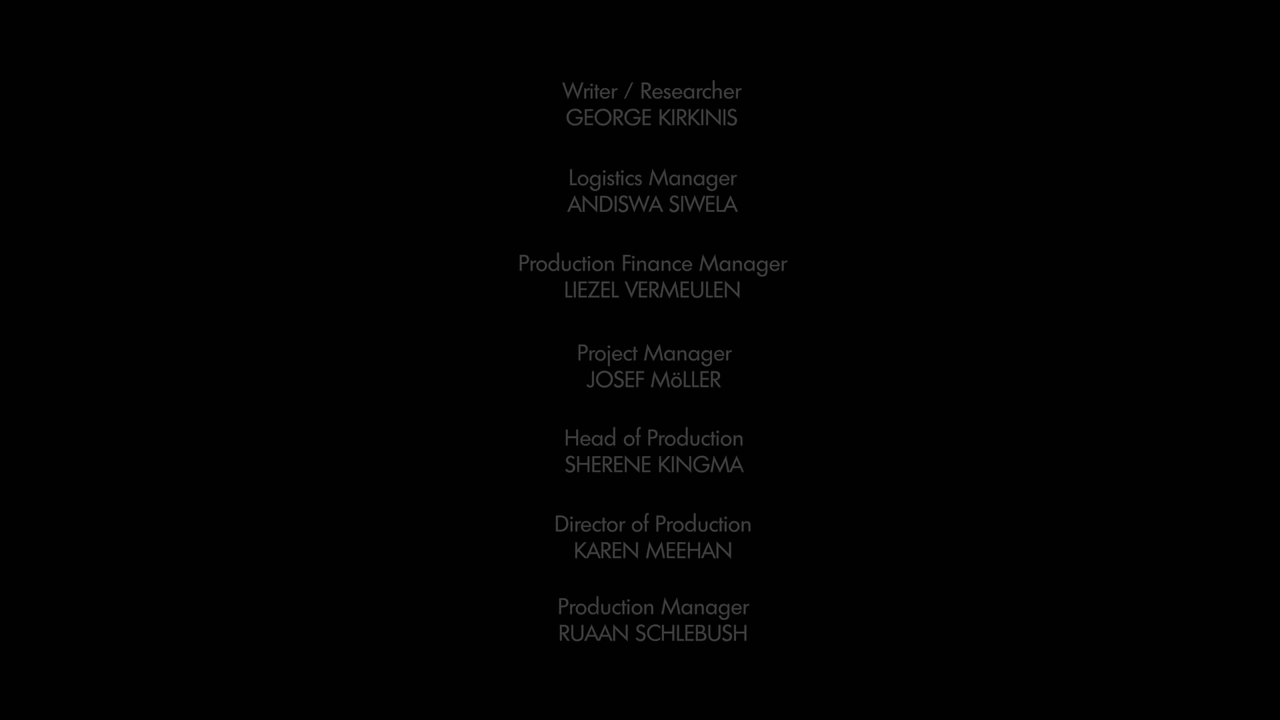 Writer / Researcher
GEORGE KIRKINIS
Logistics Manager
ANDISWA SIWELA
Production Finance Manager
LIEZEL VERMEULEN
Project Manager
JOSEF MöLLER
Head of Production
SHERENE KINGMA
Director of Production
KAREN MEEHAN
Production Manager
RUAAN SCHLEBUSH